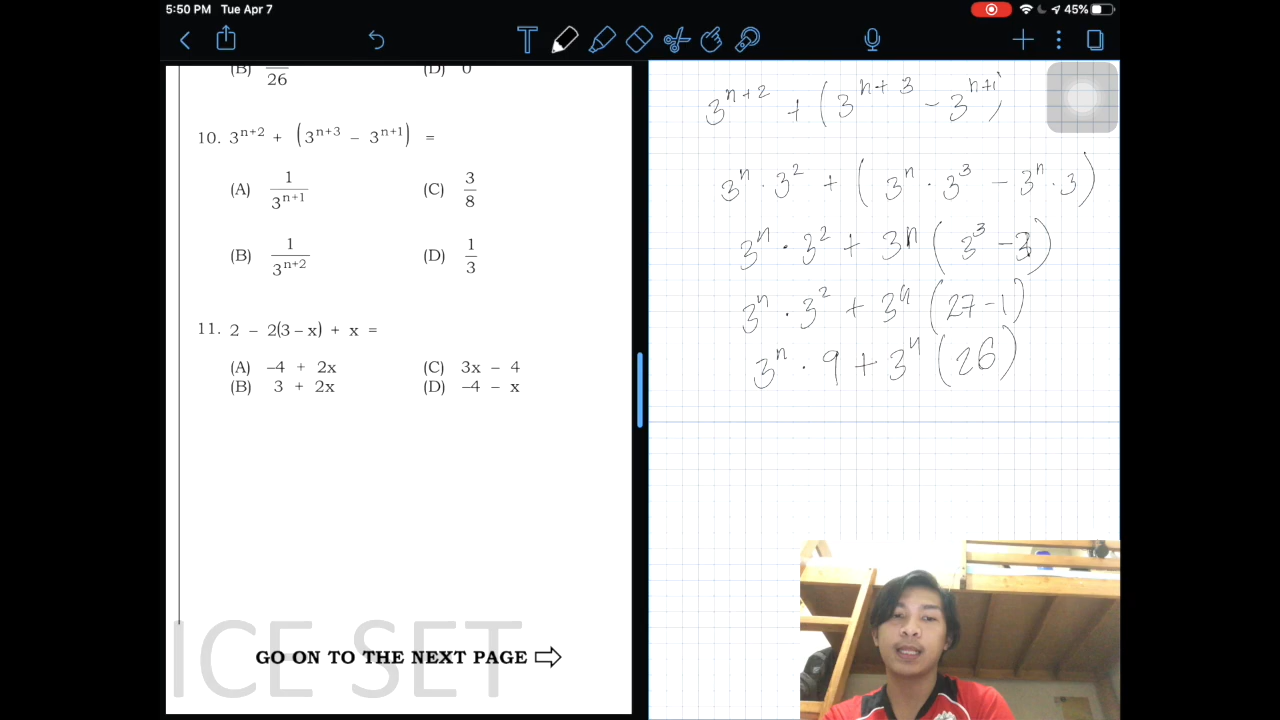 5:50 PM Tue Apr 7
45%
(B) 26
(D) 0
10. 3^{n+2} + (3^{n+3} – 3^{n+1}) =
(A) 1/3^{n+1}
(C) 3/8
(B) 1/3^{n+2}
(D) 1/3
11. 2 – 2(3 – x) + x =
(A) –4 + 2x
(C) 3x – 4
(B) 3 + 2x
(D) –4 – x
ICE SET
GO ON TO THE NEXT PAGE
3^{n+2} + (3^{n+3} - 3^{n+1})
3^n · 3^2 + (3^n · 3^3 - 3^n · 3)
3^n · 3^2 + 3n (3^3 - 3)
3^n · 3^2 + 3^n (27 - 1)
3^n · 9 + 3^n (26)